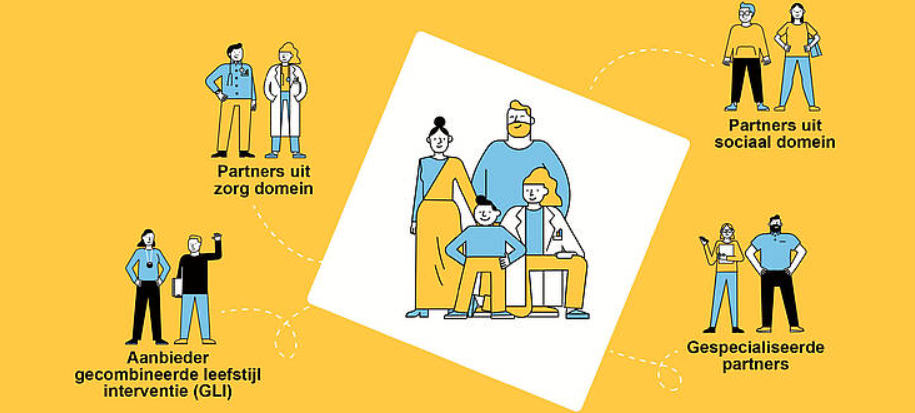 Partners uit
sociaal domein
Partners uit
zorg domein
Gespecialiseerde
partners
Aanbieder
gecombineerde leefstijl
interventie (GLI)